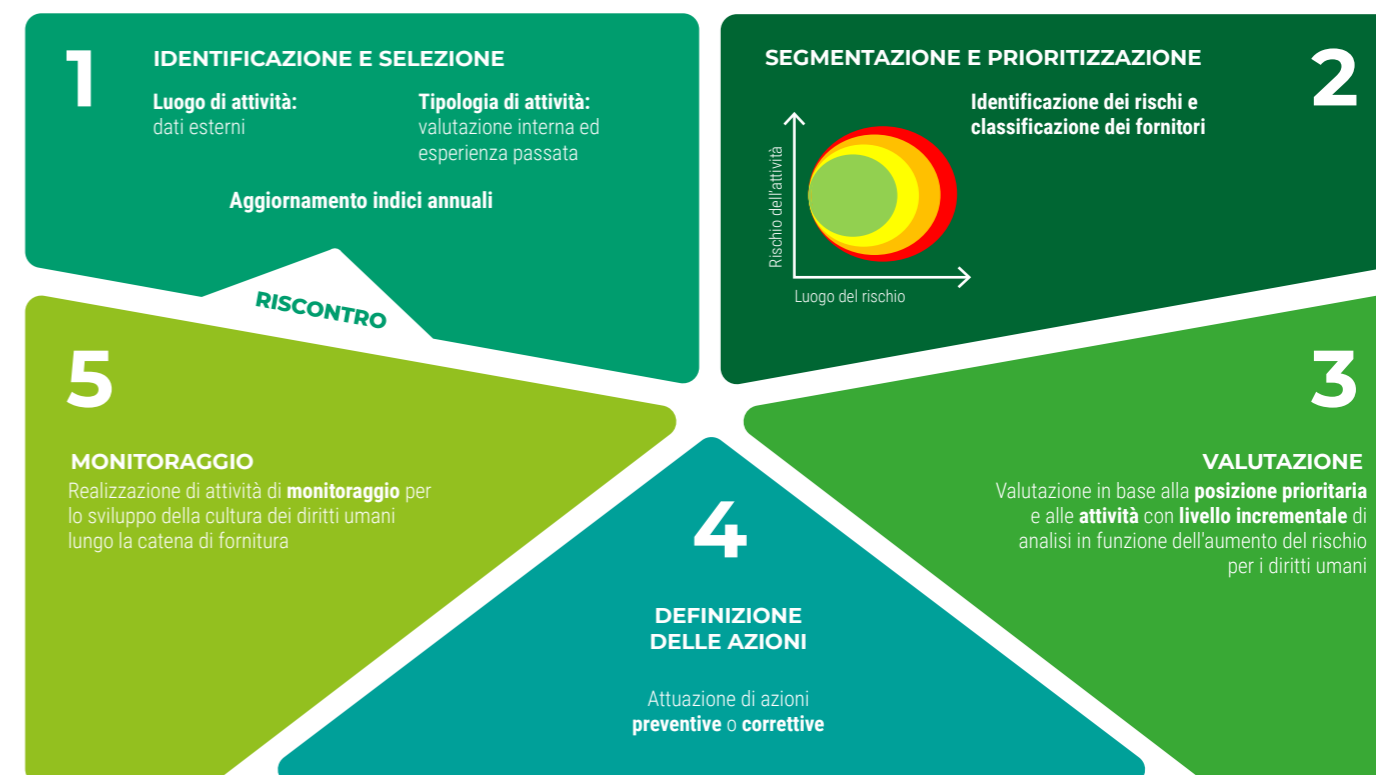 1
IDENTIFICAZIONE E SELEZIONE
Luogo di attività:
dati esterni
Tipologia di attività:
valutazione interna ed
esperienza passata
Aggiornamento indici annuali
RISCONTRO
2
SEGMENTAZIONE E PRIORITIZZAZIONE
Identificazione dei rischi e
classificazione dei fornitori
Rischio dell'attività
Luogo del rischio
3
VALUTAZIONE
Valutazione in base alla posizione prioritaria
e alle attività con livello incrementale di
analisi in funzione dell'aumento del rischio
per i diritti umani
4
DEFINIZIONE
DELLE AZIONI
Attuazione di azioni
preventive o correttive
5
MONITORAGGIO
Realizzazione di attività di monitoraggio per
lo sviluppo della cultura dei diritti umani
lungo la catena di fornitura